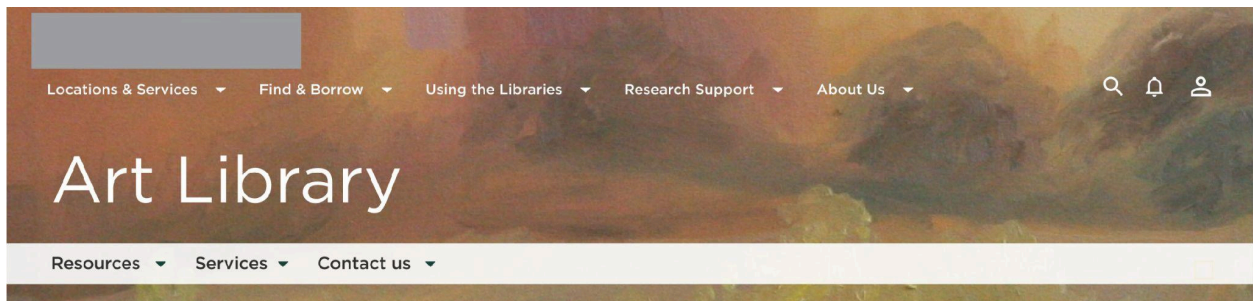 Locations & Services Find & Borrow Using the Libraries Research Support About Us
Art Library
Resources Services Contact us